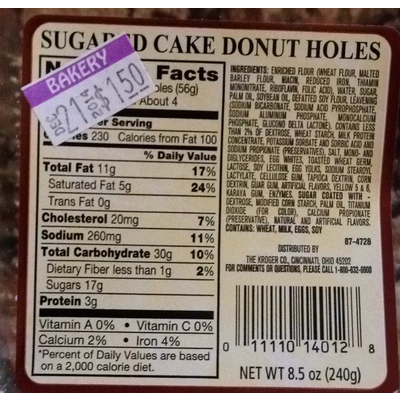 SUGARED CAKE DONUT HOLES
Facts
BAKERY
DEC 21
2 FOR $1.50
(56g)
About 4
Serving
230 Calories from Fat 100
% Daily Value
Total Fat 11g 17%
Saturated Fat 5g 24%
Trans Fat 0g
Cholesterol 20mg 7%
Sodium 260mg 11%
Total Carbohydrate 30g 10%
Dietary Fiber less than 1g 2%
Sugars 17g
Protein 3g
Vitamin A 0% • Vitamin C 0%
Calcium 2% • Iron 4%
*Percent of Daily Values are based
on a 2,000 calorie diet.
INGREDIENTS: ENRICHED FLOUR (WHEAT FLOUR, MALTED
BARLEY FLOUR, NIACIN, REDUCED IRON, THIAMIN
MONONITRATE, RIBOFLAVIN, FOLIC ACID), WATER, SUGAR,
PALM OIL, SOYBEAN OIL, DEFATTED SOY FLOUR, LEAVENING
(SODIUM BICARBONATE, SODIUM ACID PYROPHOSPHATE,
SODIUM ALUMINUM PHOSPHATE, MONOCALCIUM
PHOSPHATE, GLUCONO DELTA LACTONE), CONTAINS LESS
THAN 2% OF DEXTROSE, WHEAT STARCH, MILK PROTEIN
CONCENTRATE, POTASSIUM SORBATE AND SORBIC ACID AND
SODIUM PROPIONATE (PRESERVATIVES), SALT, MONO- AND
DIGLYCERIDES, EGG WHITES, TOASTED WHEAT GERM,
LACTOSE, SOY LECITHIN, EGG YOLKS, SODIUM STEAROYL
LACTYLATE, CELLULOSE GUM, TAPIOCA DEXTRIN, CORN
DEXTRIN, GUAR GUM, ARTIFICIAL FLAVORS, YELLOW 5 & 6,
KARAYA GUM, ENZYMES. SUGAR COATED WITH -
DEXTROSE, MODIFIED CORN STARCH, PALM OIL, TITANIUM
DIOXIDE (FOR COLOR), CALCIUM PROPIONATE
(PRESERVATIVE), NATURAL AND ARTIFICIAL FLAVORS.
CONTAINS: WHEAT, MILK, EGGS, SOY
87-4728
DISTRIBUTED BY
THE KROGER CO., CINCINNATI, OHIO 45202
FOR COMMENTS OR QUESTIONS, PLEASE CALL 1-800-632-6900
0 11110 14012 8
NET WT 8.5 oz (240g)